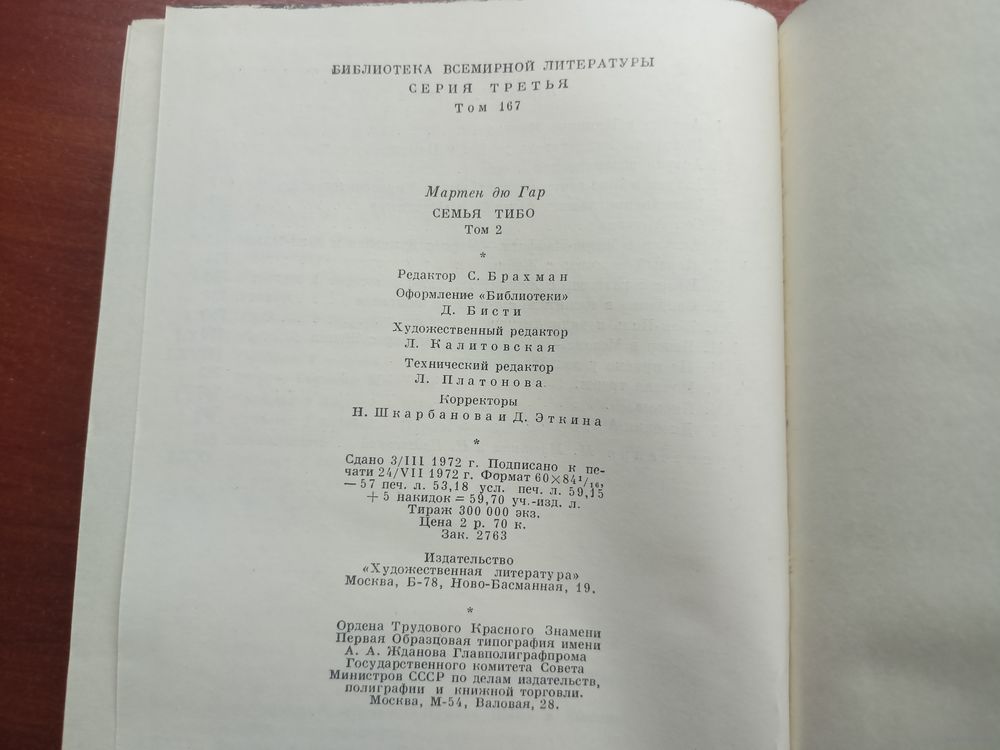 БИБЛИОТЕКА ВСЕМИРНОЙ ЛИТЕРАТУРЫ
СЕРИЯ ТРЕТЬЯ
Том 167
Мартен дю Гар
СЕМЬЯ ТИБО
Том 2
*
Редактор С. Брахман
Оформление «Библиотеки»
Д. Бисти
Художественный редактор
Л. Калитовская
Технический редактор
Л. Платонова
Корректоры
Н. Шкарбанова и Д. Эткина
*
Сдано 3/III 1972 г. Подписано к пе-
чати 24/VII 1972 г. Формат 60×84¹/₁₆,
— 57 печ. л. 53,18 усл. печ. л. 59,15
+ 5 накидок = 59,70 уч.-изд. л.
Тираж 300 000 экз.
Цена 2 р. 70 к.
Зак. 2763
Издательство
«Художественная литература»
Москва, Б-78, Ново-Басманная, 19.
*
Ордена Трудового Красного Знамени
Первая Образцовая типография имени
А. А. Жданова Главполиграфпрома
Государственного комитета Совета
Министров СССР по делам издательств,
полиграфии и книжной торговли.
Москва, М-54, Валовая, 28.